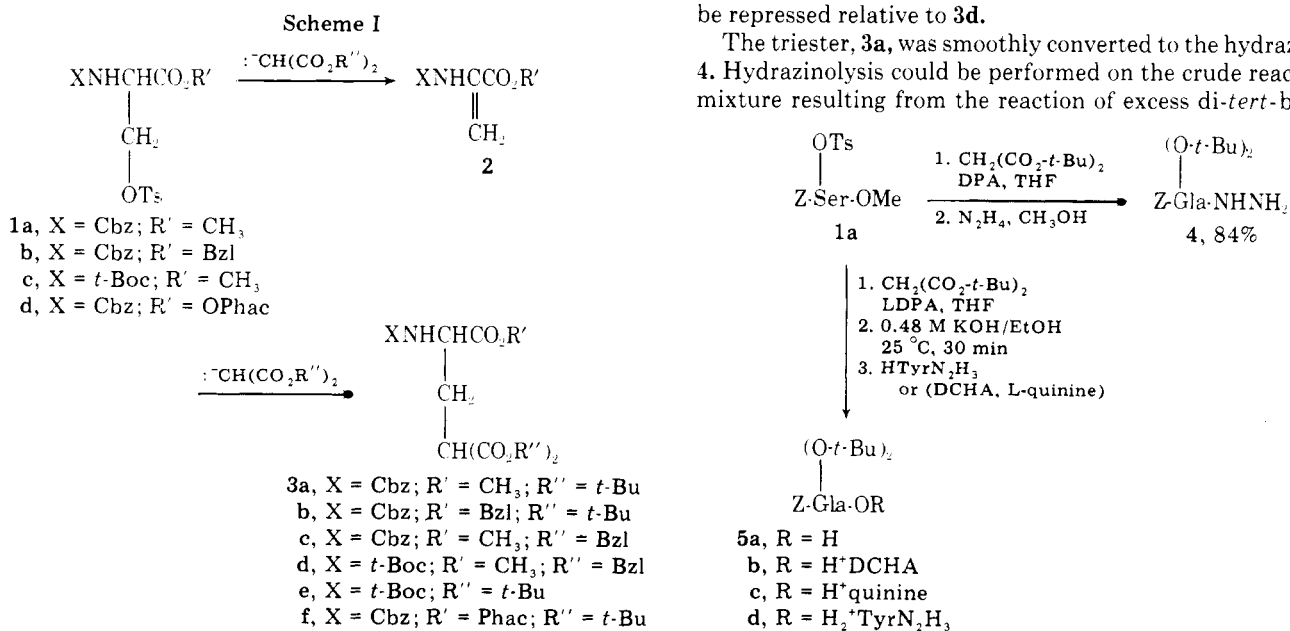 Scheme I
XNHCHCO₂R′
:⁻CH(CO₂R′′)₂
XNHCCO₂R′
CH₂
OTs
CH₂
2
1a, X = Cbz; R′ = CH₃
b, X = Cbz; R′ = Bzl
c, X = t-Boc; R′ = CH₃
d, X = Cbz; R′ = OPhac
:⁻CH(CO₂R′′)₂
XNHCHCO₂R′
CH₂
CH(CO₂R′′)₂
3a, X = Cbz; R′ = CH₃; R′′ = t-Bu
b, X = Cbz; R′ = Bzl; R′′ = t-Bu
c, X = Cbz; R′ = CH₃; R′′ = Bzl
d, X = t-Boc; R′ = CH₃; R′′ = Bzl
e, X = t-Boc; R′′ = t-Bu
f, X = Cbz; R′ = Phac; R′′ = t-Bu
be repressed relative to 3d.
The triester, 3a, was smoothly converted to the hydraz
4. Hydrazinolysis could be performed on the crude reac
mixture resulting from the reaction of excess di-tert-b
OTs
Z-Ser-OMe
1a
1. CH₂(CO₂-t-Bu)₂
DPA, THF
2. N₂H₄, CH₃OH
(O-t-Bu)₂
Z-Gla-NHNH₂
4, 84%
1. CH₂(CO₂-t-Bu)₂
LDPA, THF
2. 0.48 M KOH/EtOH
25 °C, 30 min
3. HTyrN₂H₃
or (DCHA, L-quinine)
(O-t-Bu)₂
Z-Gla-OR
5a, R = H
b, R = H⁺DCHA
c, R = H⁺quinine
d, R = H₂⁺TyrN₂H₃